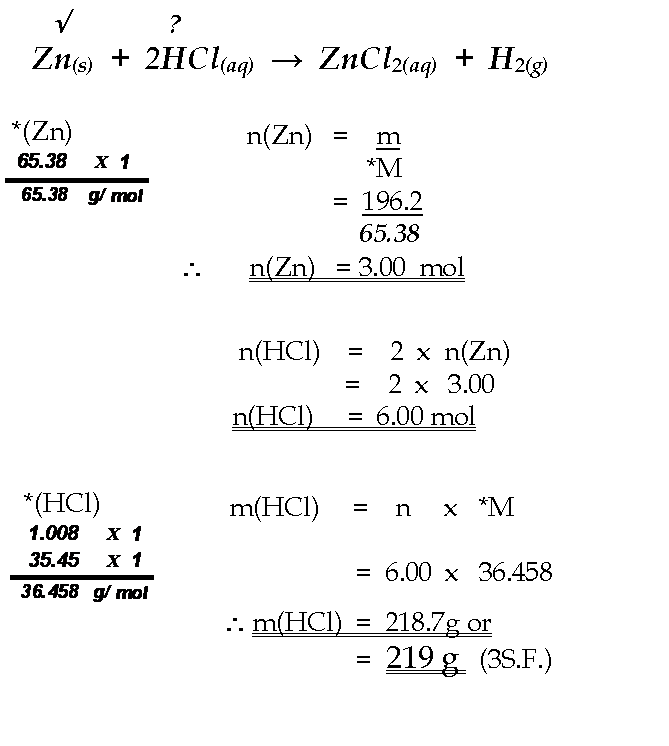 √ ?
Zn(s) + 2HCl(aq) → ZnCl2(aq) + H2(g)
*(Zn)
65.38 X 1
65.38 g/ mol
n(Zn) = m
*M
= 196.2
65.38
∴ n(Zn) = 3.00 mol
n(HCl) = 2 x n(Zn)
= 2 x 3.00
n(HCl) = 6.00 mol
*(HCl)
1.008 X 1
35.45 X 1
36.458 g/ mol
m(HCl) = n x *M
= 6.00 x 36.458
∴ m(HCl) = 218.7g or
= 219 g (3S.F.)